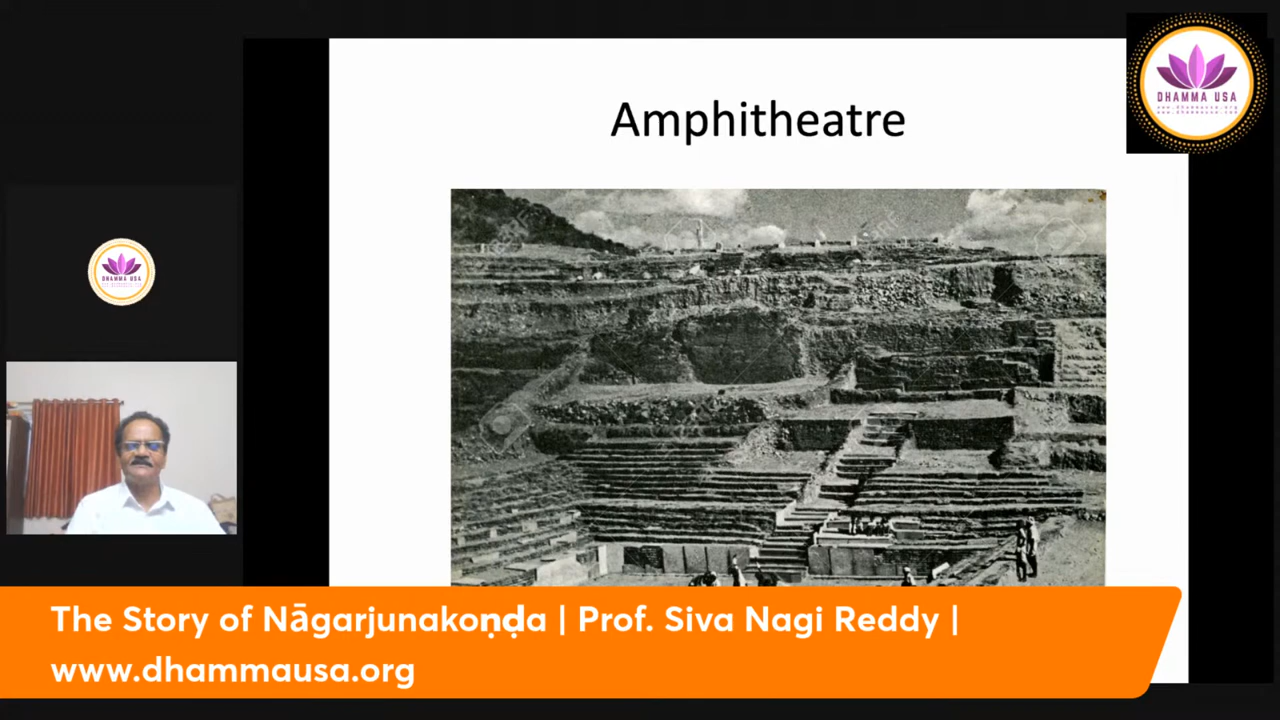 Amphitheatre
DHAMMA USA
DHAMMA USA
The Story of Nāgarjunakoṇḍa | Prof. Siva Nagi Reddy |
www.dhammausa.org